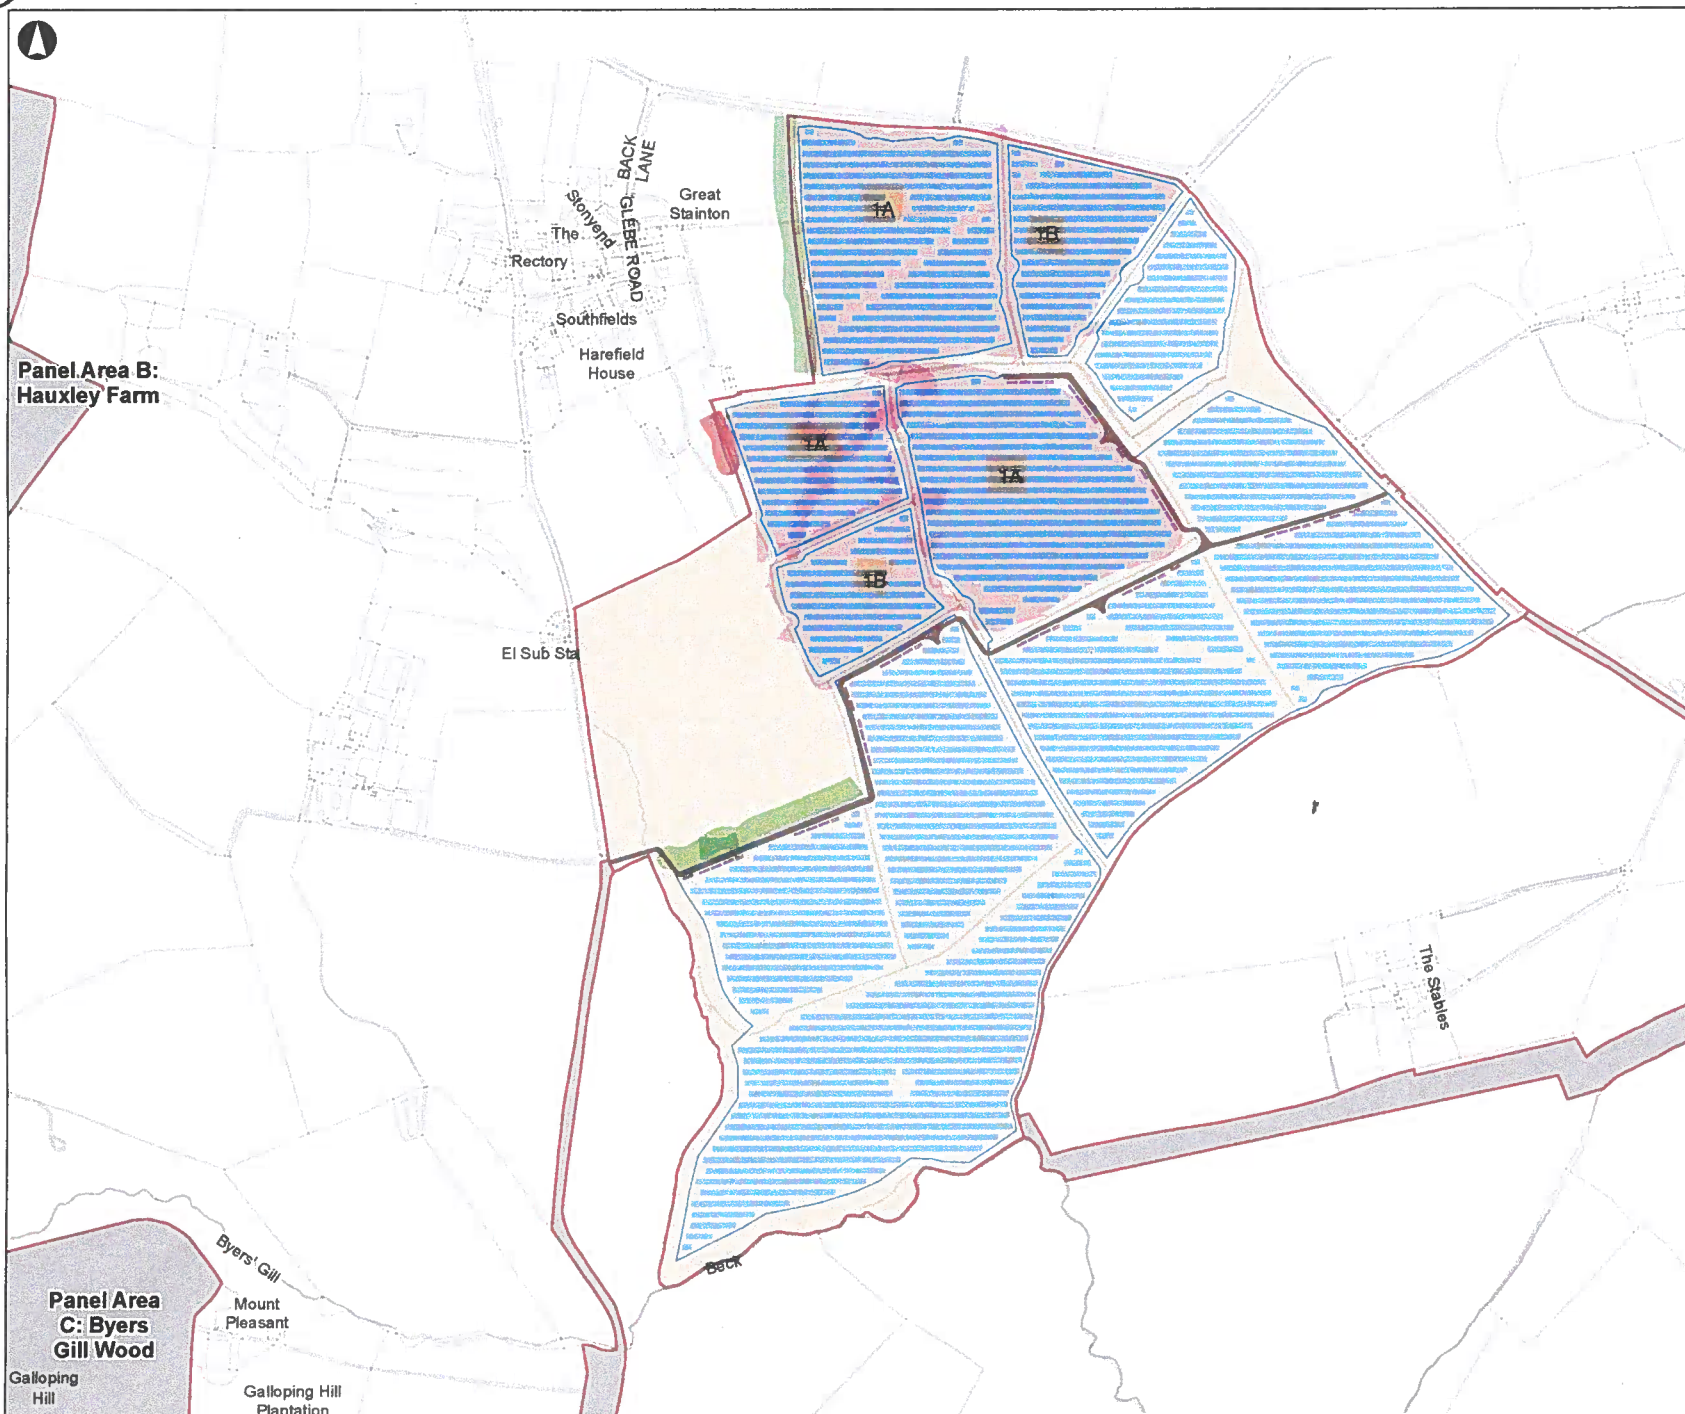 BACK
LANE
Great
Stainton
Stonyend
GLEBE ROAD
The
Rectory
Southfields
Harefield
House
Panel Area B:
Hauxley Farm
1A
1B
1A
1A
1B
El Sub Sta
The Stables
Byers' Gill
Beck
Panel Area
C: Byers
Gill Wood
Mount
Pleasant
Galloping
Hill
Galloping Hill
Plantation